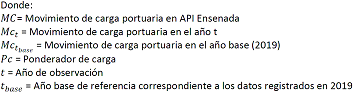 Donde:
𝑀𝐶= Movimiento de carga portuaria en API Ensenada
𝑀𝑐ₜ = Movimiento de carga portuaria en el año t
𝑀𝑐ₜ_base = Movimiento de carga portuaria en el año base (2019)
𝑃𝑐 = Ponderador de carga
𝑡 = Año de observación
𝑡_base = Año base de referencia correspondiente a los datos registrados en 2019